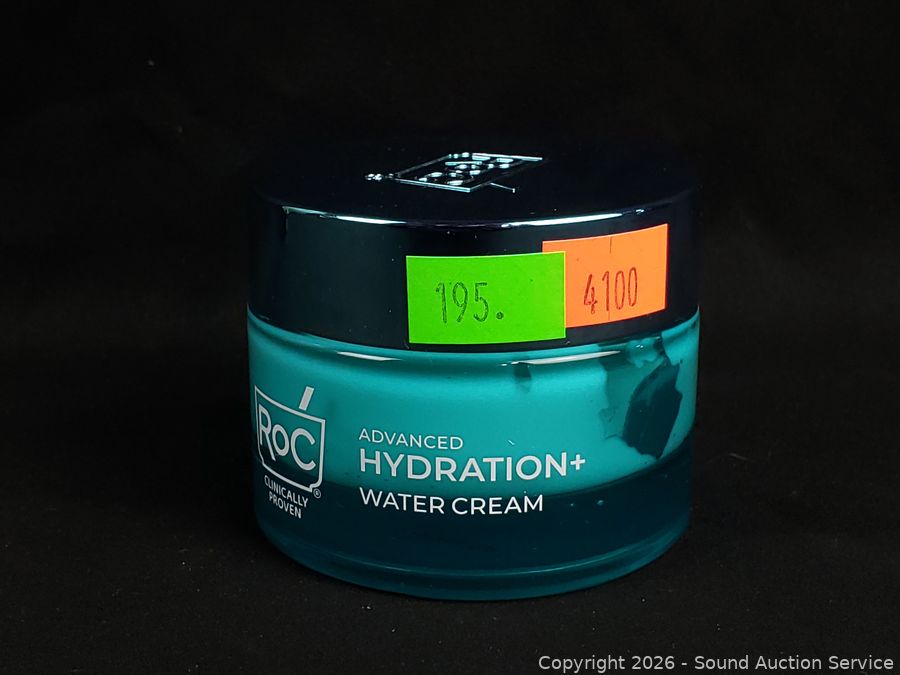 195.
4100
RoC
CLINICALLY
PROVEN
®
ADVANCED
HYDRATION+
WATER CREAM
Copyright 2026 - Sound Auction Service